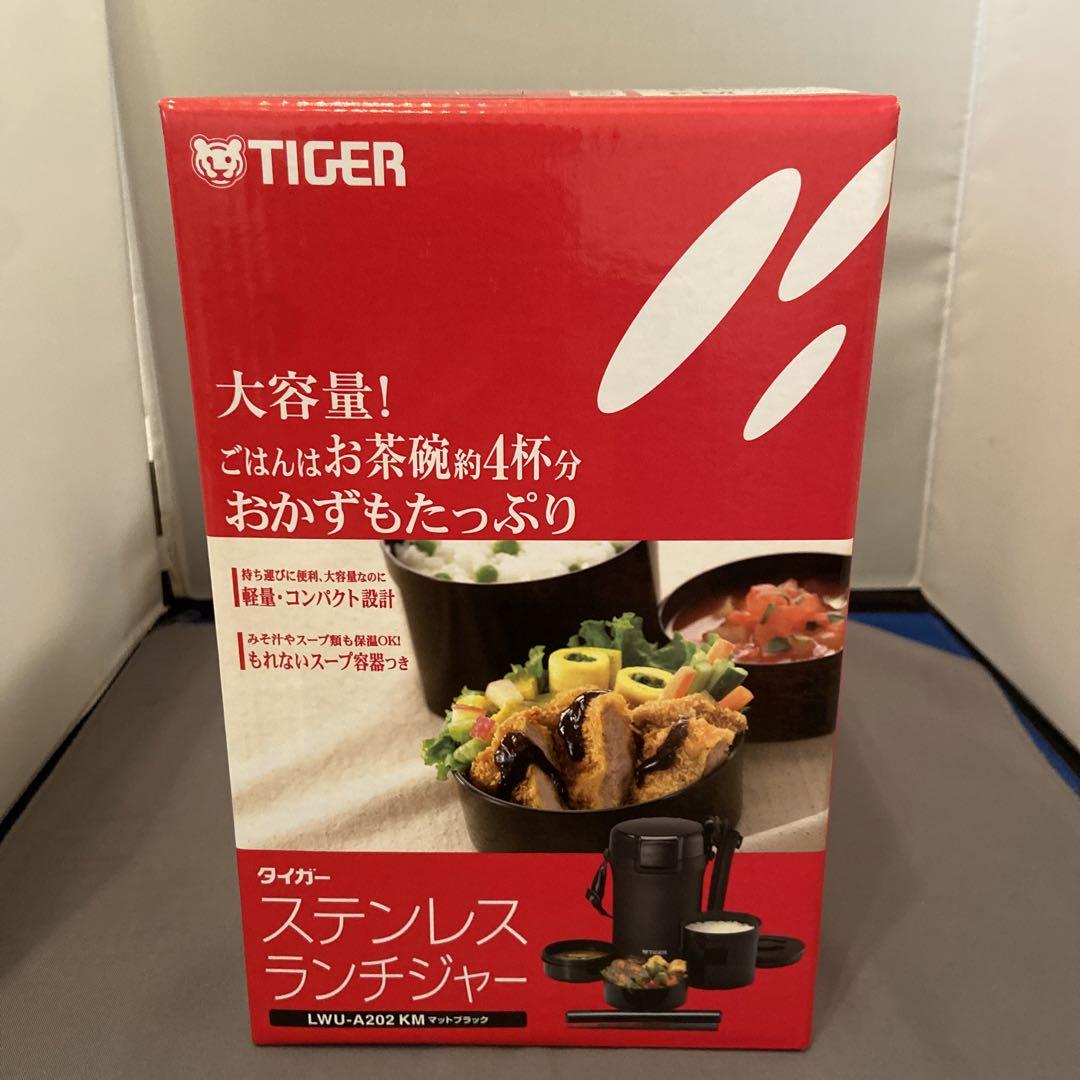 TIGER
大容量!
ごはんはお茶碗約4杯分
おかずもたっぷり
持ち運びに便利、大容量なのに
軽量・コンパクト設計
みそ汁やスープ類も保温OK!
もれないスープ容器つき
タイガー
ステンレス
ランチジャー
TIGER
LWU-A202 KM マットブラック